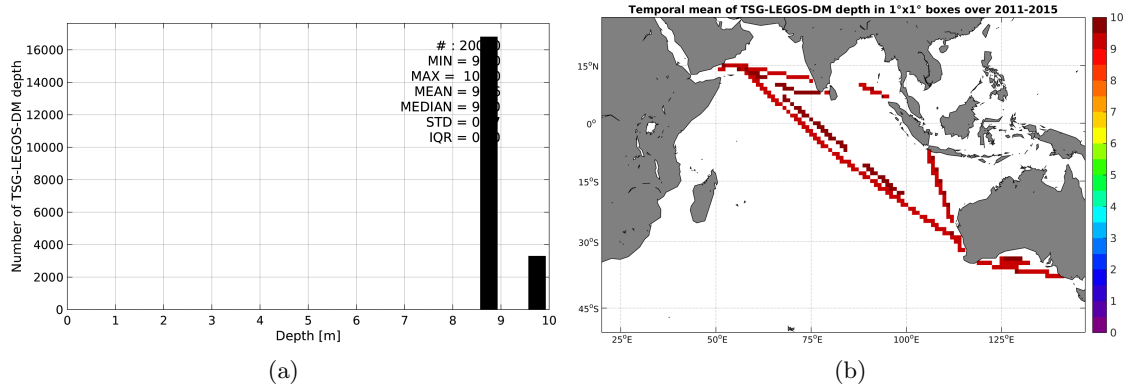 Number of TSG-LEGOS-DM depth
16000
14000
12000
10000
8000
6000
4000
2000
0
# : 20
MIN = 9
MAX = 10
MEAN = 9
MEDIAN = 9
STD = 0
IQR = 0
0 1 2 3 4 5 6 7 8 9 10
Depth [m]
(a)
Temporal mean of TSG-LEGOS-DM depth in 1°x1° boxes over 2011-2015
15°N
0°
15°S
30°S
45°S
25°E 50°E 75°E 100°E 125°E
10
9
8
7
6
5
4
3
2
1
0
(b)